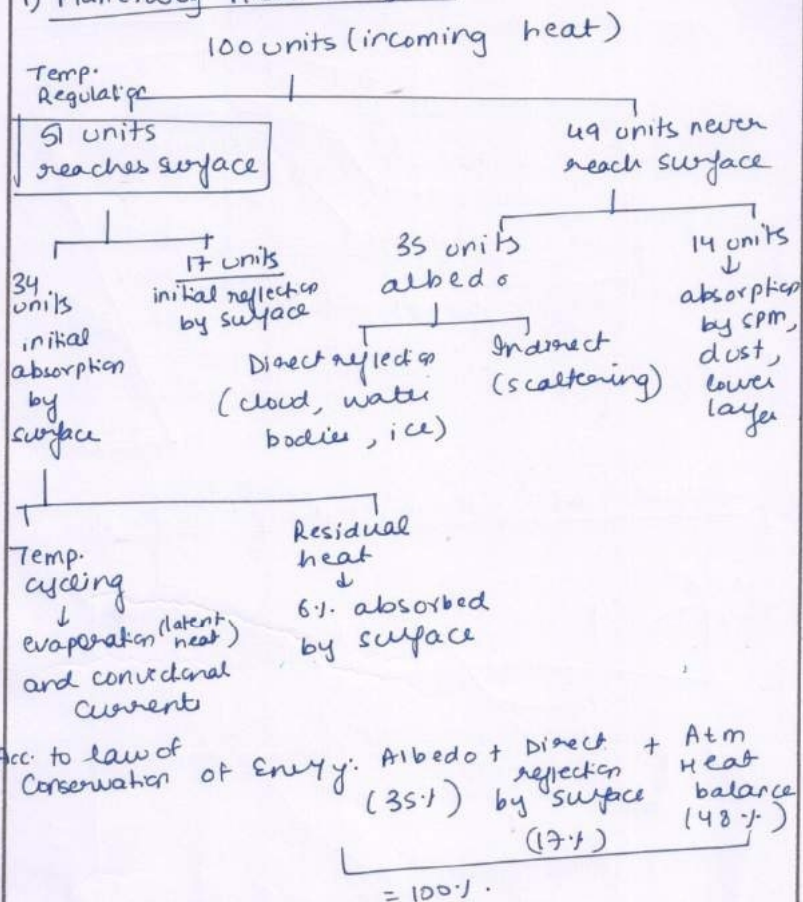 100 units (incoming heat)
Temp.
Regulation
51 units
reaches surface
49 units never
reach surface
34
units
initial
absorption
by
surface
17 units
initial reflection
by surface
35 units
albedo
Direct reflection
(cloud, water
bodies, ice)
Indirect
(scattering)
14 units
↓
absorption
by SPM,
dust,
lower
layer
Temp.
cycling
↓
evaporation (latent heat)
and convectional
currents
Residual
heat
↓
6% absorbed
by surface
Acc. to law of
Conservation of Energy: Albedo + Direct reflection by surface + Atm Heat balance
(35%) (17%) (48%)
= 100%.